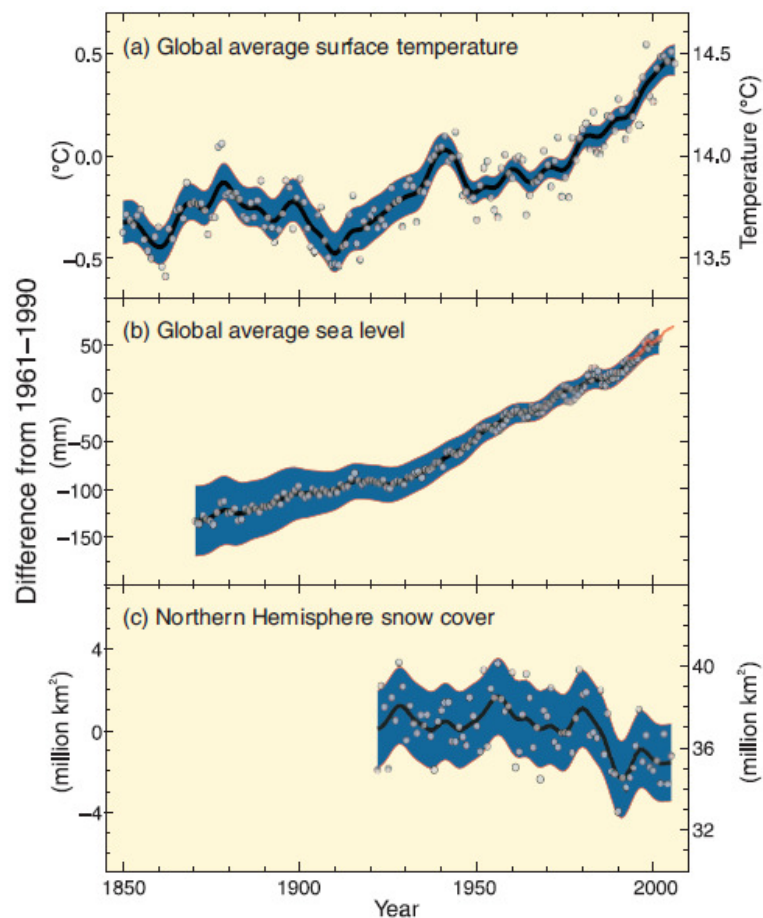 (a) Global average surface temperature
0.5
0.0
−0.5
(°C)
14.5
14.0
13.5
Temperature (°C)
Difference from 1961–1990
(b) Global average sea level
50
0
−50
−100
−150
(mm)
(c) Northern Hemisphere snow cover
4
0
−4
(million km²)
40
36
32
(million km²)
1850
1900
1950
2000
Year